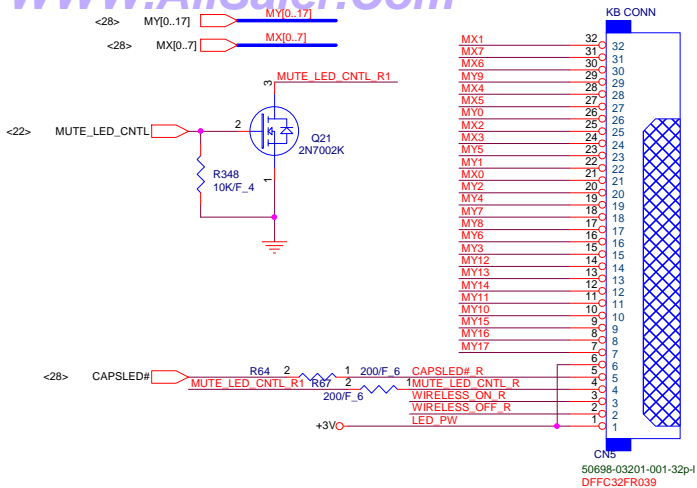 WWW.AliSaler.Com
<28> MY[0..17] MY[0..17]
<28> MX[0..7] MX[0..7]
MUTE_LED_CNTL_R1
3
<22> MUTE_LED_CNTL 2
Q21
2N7002K
1
R348
10K/F_4
KB CONN
MX1 32 32
MX7 31 31
MX6 30 30
MY9 29 29
MX4 28 28
MX5 27 27
MY0 26 26
MX2 25 25
MX3 24 24
MY5 23 23
MY1 22 22
MX0 21 21
MY2 20 20
MY4 19 19
MY7 18 18
MY8 17 17
MY6 16 16
MY3 15 15
MY12 14 14
MY13 13 13
MY14 12 12
MY11 11 11
MY10 10 10
MY15 9 9
MY16 8 8
MY17 7 7
6 6
<28> CAPSLED# R64 2 1 200/F_6 CAPSLED#_R 5 5
MUTE_LED_CNTL_R1 R67 2 1 200/F_6 MUTE_LED_CNTL_R 4 4
WIRELESS_ON_R 3 3
WIRELESS_OFF_R 2 2
+3V LED_PW 1 1
CN5
50698-03201-001-32p-l
DFFC32FR039